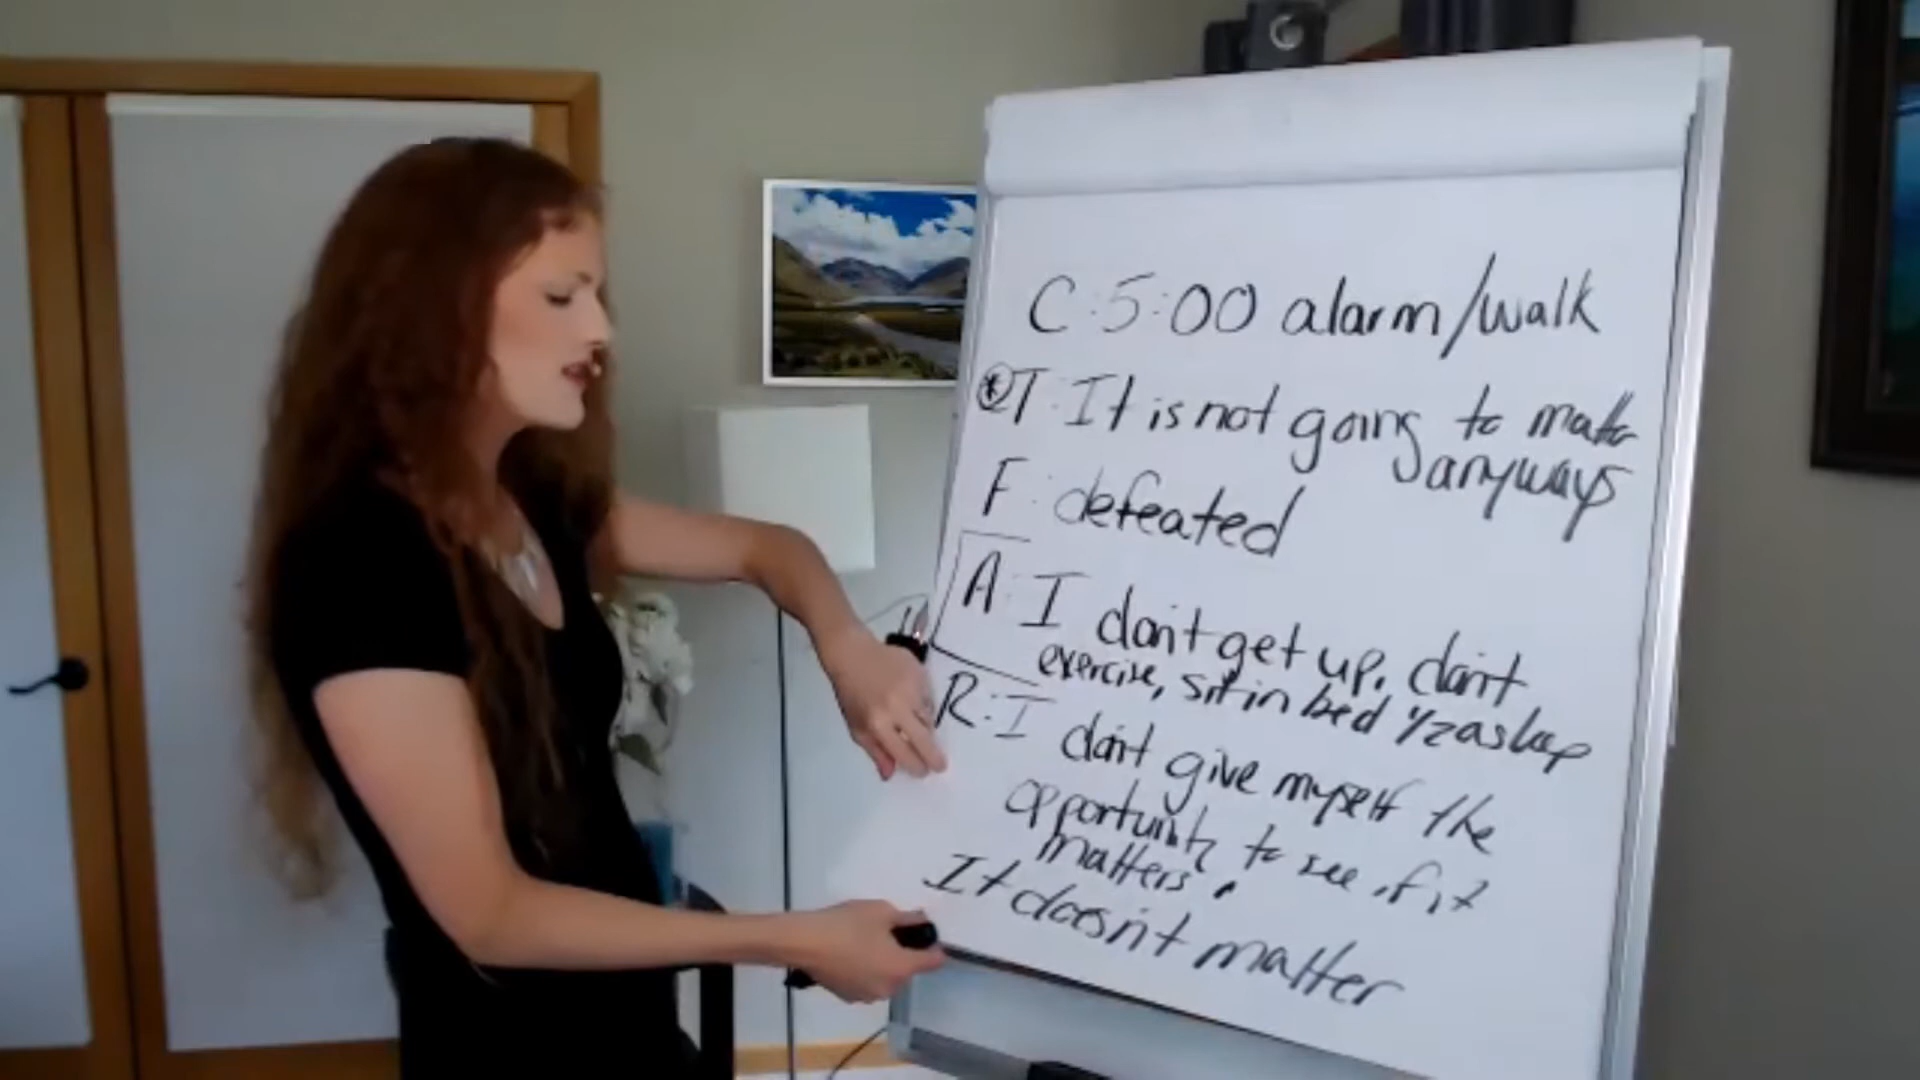 C: 5:00 alarm/walk
* T: It is not going to matter
anyways
F: defeated
A: I don't get up, don't
exercise, sit in bed 1/2 asleep
R: I don't give myself the
opportunity to see if it
matters.
It doesn't matter